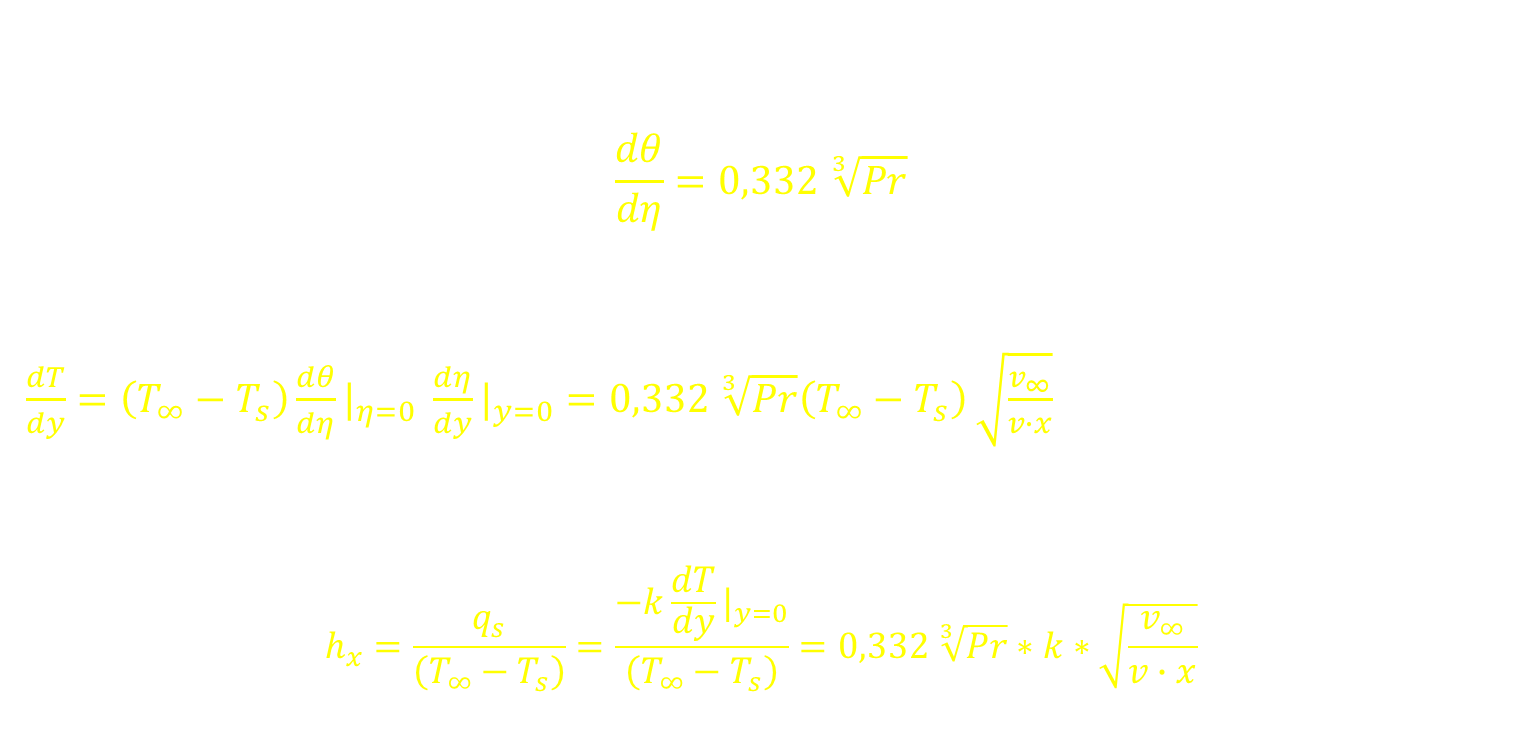 dθ/dη = 0,332 ∛Pr
dT/dy = (T∞ − Ts) dθ/dη |η=0 dη/dy |y=0 = 0,332 ∛Pr(T∞ − Ts) √(v∞/(v·x))
hx = qs/(T∞ − Ts) = (−k dT/dy |y=0)/(T∞ − Ts) = 0,332 ∛Pr ∗ k ∗ √(v∞/(v · x))